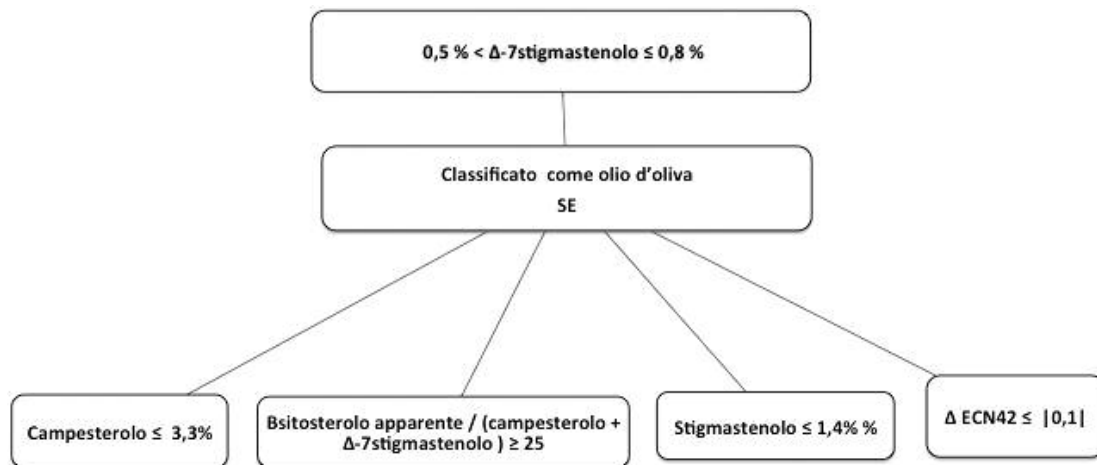 0,5 % < Δ-7stigmastenolo ≤ 0,8 %
Classificato come olio d'oliva
SE
Campesterolo ≤ 3,3%
Bsitosterolo apparente / (campesterolo +
Δ-7stigmastenolo ) ≥ 25
Stigmastenolo ≤ 1,4% %
Δ ECN42 ≤ |0,1|